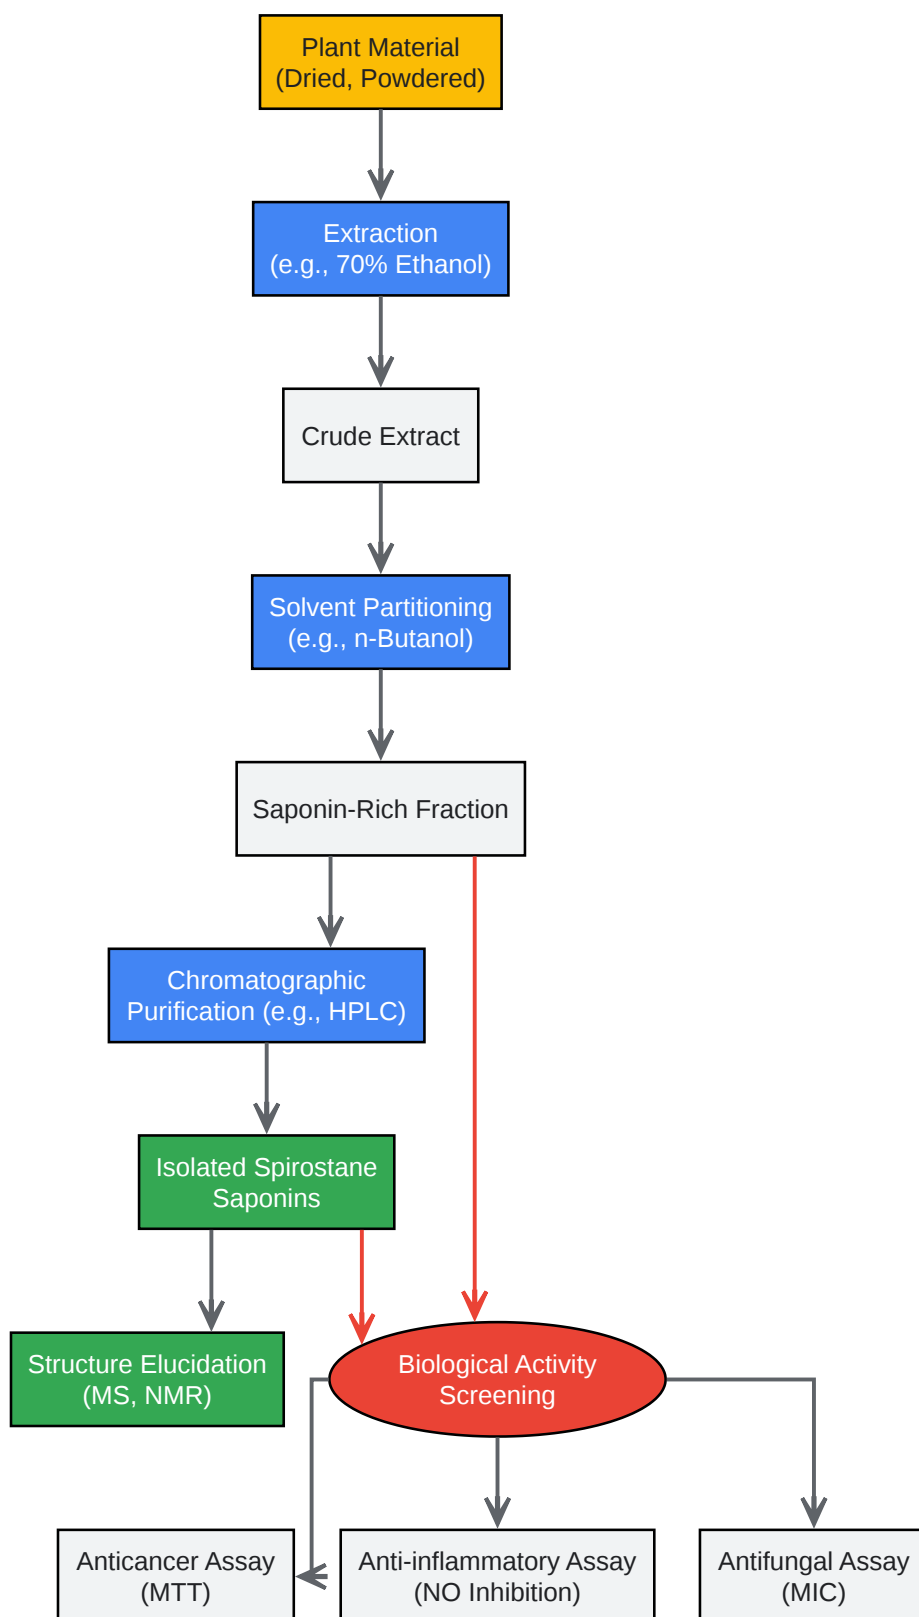 Plant Material
(Dried, Powdered)
Extraction
(e.g., 70% Ethanol)
Crude Extract
Solvent Partitioning
(e.g., n-Butanol)
Saponin-Rich Fraction
Chromatographic
Purification (e.g., HPLC)
Isolated Spirostane
Saponins
Structure Elucidation
(MS, NMR)
Biological Activity
Screening
Anticancer Assay
(MTT)
Anti-inflammatory Assay
(NO Inhibition)
Antifungal Assay
(MIC)